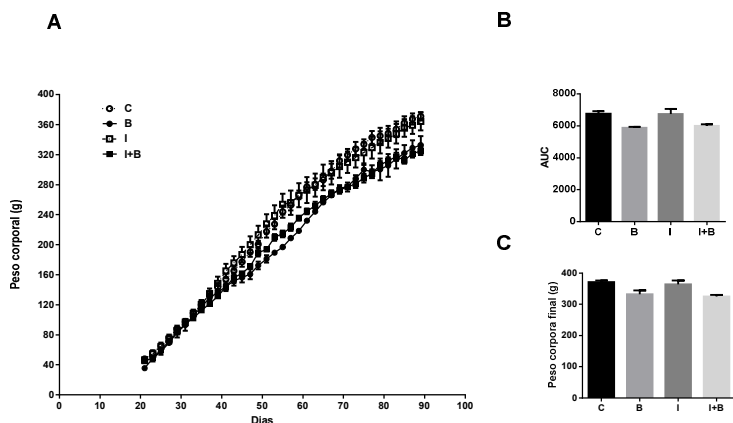 A
Peso corporal (g)
400
360
320
280
240
200
160
120
80
40
0
C
B
I
I+B
0 10 20 30 40 50 60 70 80 90 100
Dias
B
AUC
8000
6000
4000
2000
0
C B I I+B
C
Peso corpora final (g)
400
300
200
100
0
C B I I+B